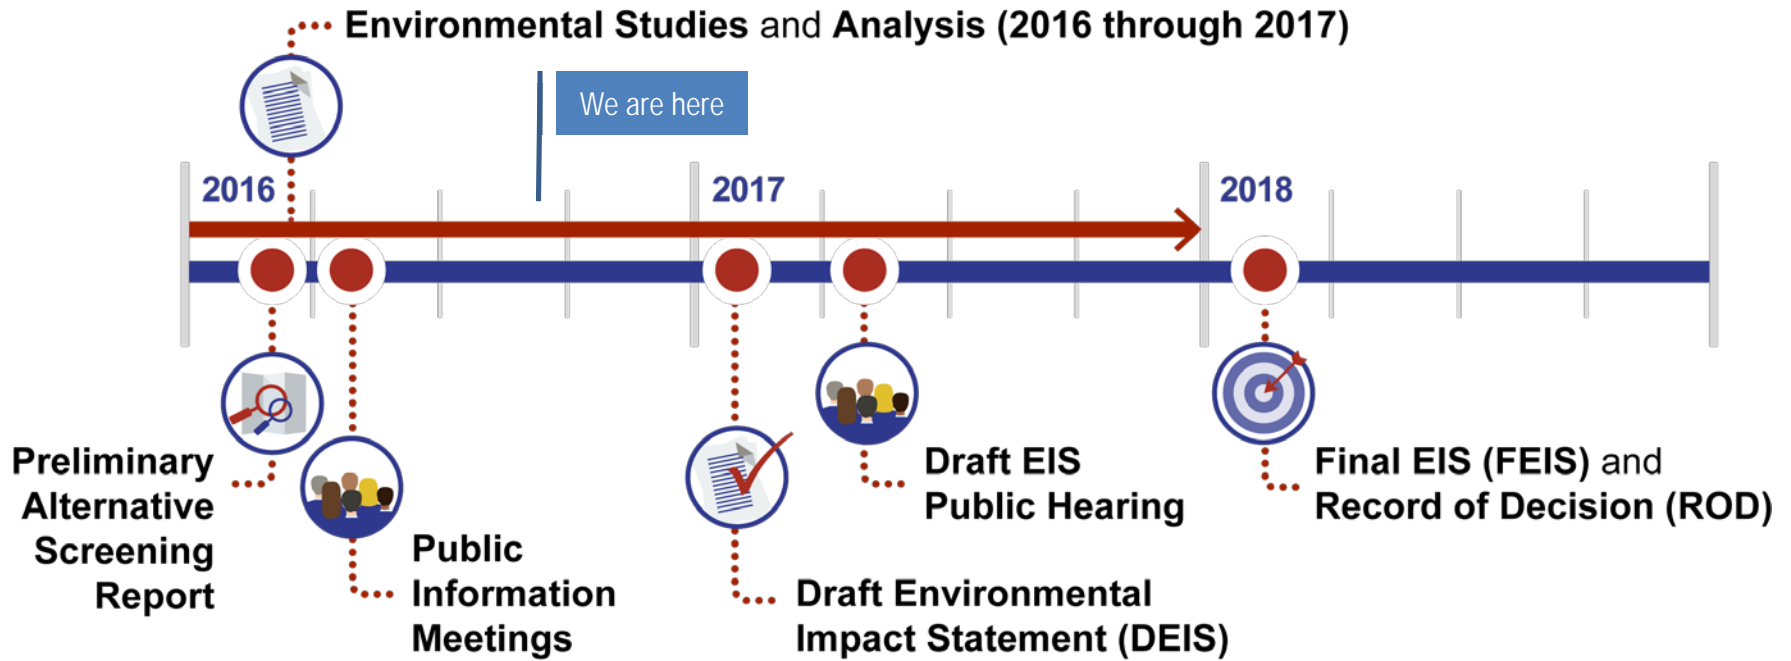 Environmental Studies and Analysis (2016 through 2017)
We are here
2016
2017
2018
Preliminary
Alternative
Screening
Report
Public
Information
Meetings
Draft Environmental
Impact Statement (DEIS)
Draft EIS
Public Hearing
Final EIS (FEIS) and
Record of Decision (ROD)